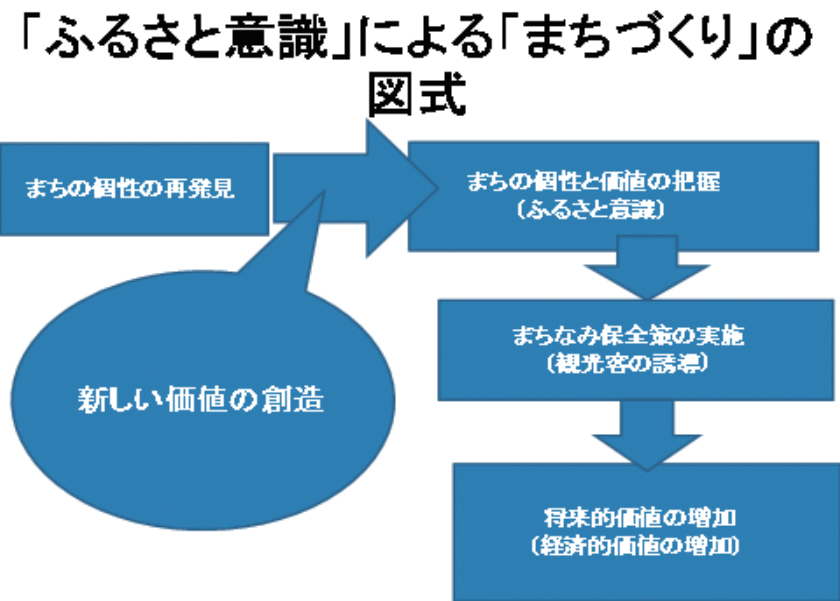 「ふるさと意識」による「まちづくり」の
図式
まちの個性の再発見
まちの個性と価値の把握
（ふるさと意識）
新しい価値の創造
まちなみ保全策の実施
（観光客の誘導）
将来的価値の増加
（経済的価値の増加）